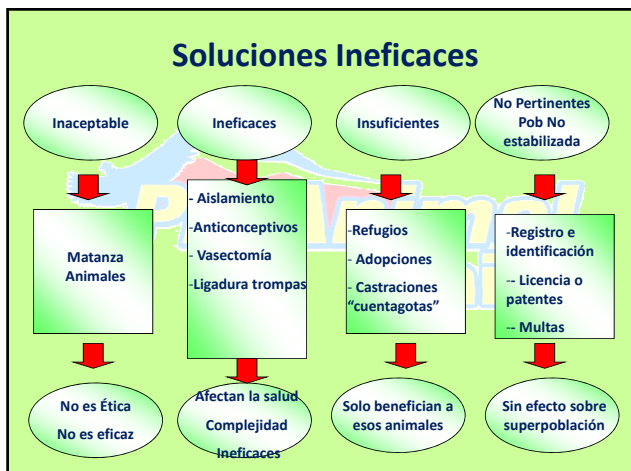 Soluciones Ineficaces
Inaceptable
Matanza
Animales
No es Ética
No es eficaz
Ineficaces
- Aislamiento
- Anticonceptivos
- Vasectomía
-Ligadura trompas
Afectan la salud
Complejidad
Ineficaces
Insuficientes
-Refugios
- Adopciones
- Castraciones
"cuentagotas"
Solo benefician a
esos animales
No Pertinentes
Pob No
estabilizada
-Registro e
identificación
-- Licencia o
patentes
-- Multas
Sin efecto sobre
superpoblación